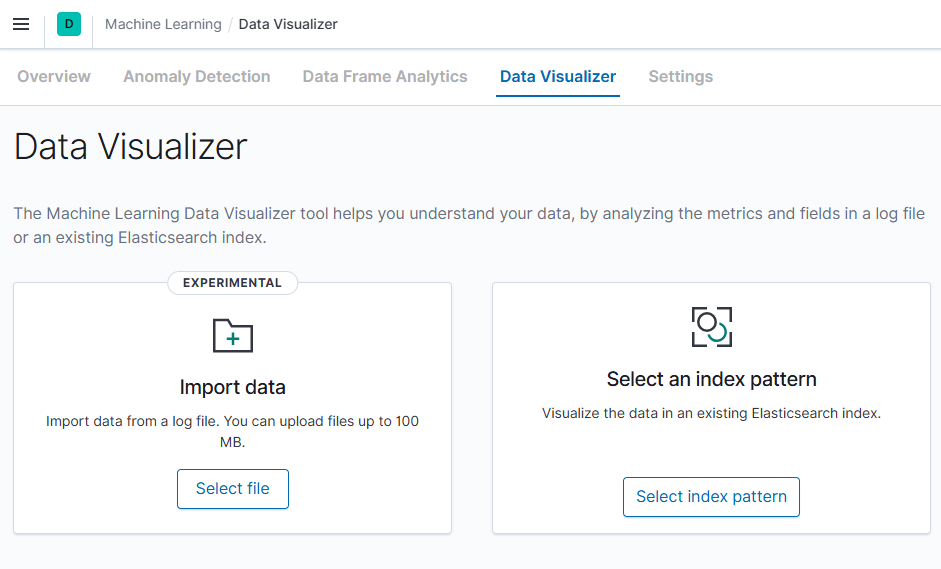 D Machine Learning / Data Visualizer
Overview Anomaly Detection Data Frame Analytics Data Visualizer Settings
Data Visualizer
The Machine Learning Data Visualizer tool helps you understand your data, by analyzing the metrics and fields in a log file
or an existing Elasticsearch index.
EXPERIMENTAL
Import data
Import data from a log file. You can upload files up to 100
MB.
Select file
Select an index pattern
Visualize the data in an existing Elasticsearch index.
Select index pattern